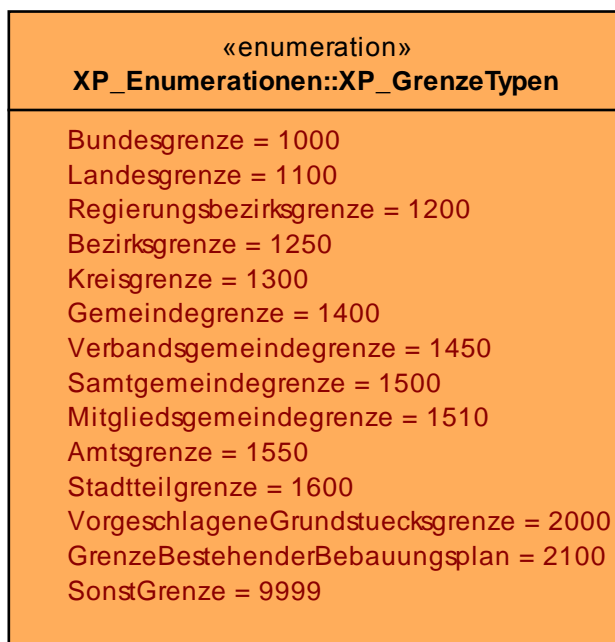 «enumeration»
XP_Enumerationen::XP_GrenzeTypen
Bundesgrenze = 1000
Landesgrenze = 1100
Regierungsbezirksgrenze = 1200
Bezirksgrenze = 1250
Kreisgrenze = 1300
Gemeindegrenze = 1400
Verbandsgemeindegrenze = 1450
Samtgemeindegrenze = 1500
Mitgliedsgemeindegrenze = 1510
Amtsgrenze = 1550
Stadtteilgrenze = 1600
VorgeschlageneGrundstuecksgrenze = 2000
GrenzeBestehenderBebauungsplan = 2100
SonstGrenze = 9999